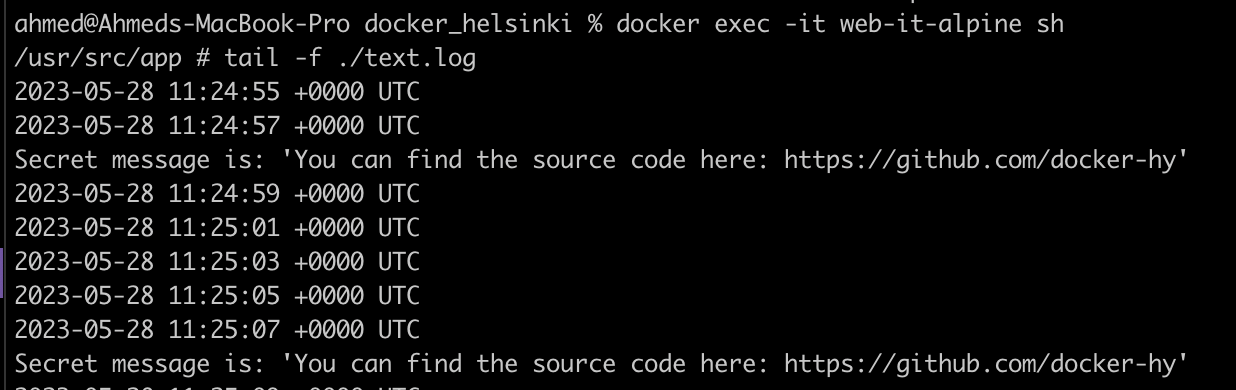 ahmed@Ahmeds-MacBook-Pro docker_helsinki % docker exec -it web-it-alpine sh
/usr/src/app # tail -f ./text.log
2023-05-28 11:24:55 +0000 UTC
2023-05-28 11:24:57 +0000 UTC
Secret message is: 'You can find the source code here: https://github.com/docker-hy'
2023-05-28 11:24:59 +0000 UTC
2023-05-28 11:25:01 +0000 UTC
2023-05-28 11:25:03 +0000 UTC
2023-05-28 11:25:05 +0000 UTC
2023-05-28 11:25:07 +0000 UTC
Secret message is: 'You can find the source code here: https://github.com/docker-hy'